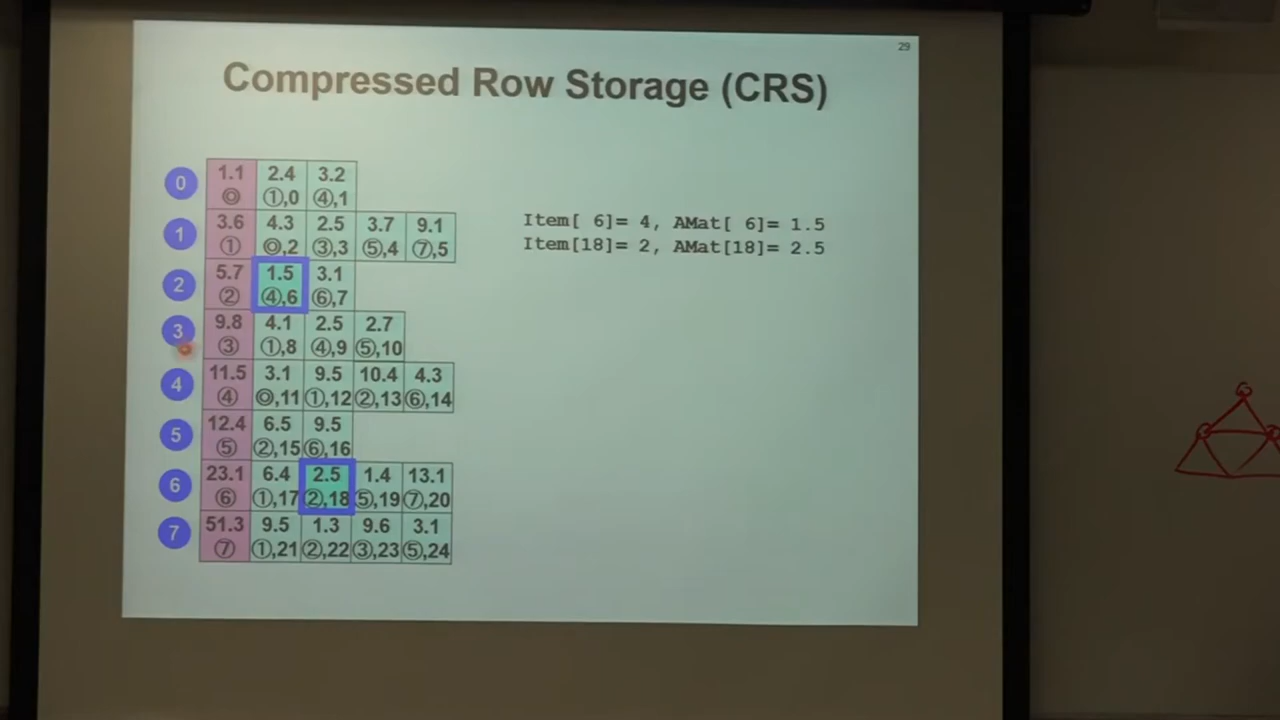 29
Compressed Row Storage (CRS)
0 1.1 2.4 3.2
◎ ①,0 ④,1
1 3.6 4.3 2.5 3.7 9.1
① ◎,2 ③,3 ⑤,4 ⑦,5
2 5.7 1.5 3.1
② ④,6 ⑥,7
3 9.8 4.1 2.5 2.7
③ ①,8 ④,9 ⑤,10
4 11.5 3.1 9.5 10.4 4.3
④ ◎,11 ①,12 ②,13 ⑥,14
5 12.4 6.5 9.5
⑤ ②,15 ⑥,16
6 23.1 6.4 2.5 1.4 13.1
⑥ ①,17 ②,18 ⑤,19 ⑦,20
7 51.3 9.5 1.3 9.6 3.1
⑦ ①,21 ②,22 ③,23 ⑤,24
Item[ 6]= 4, AMat[ 6]= 1.5
Item[18]= 2, AMat[18]= 2.5